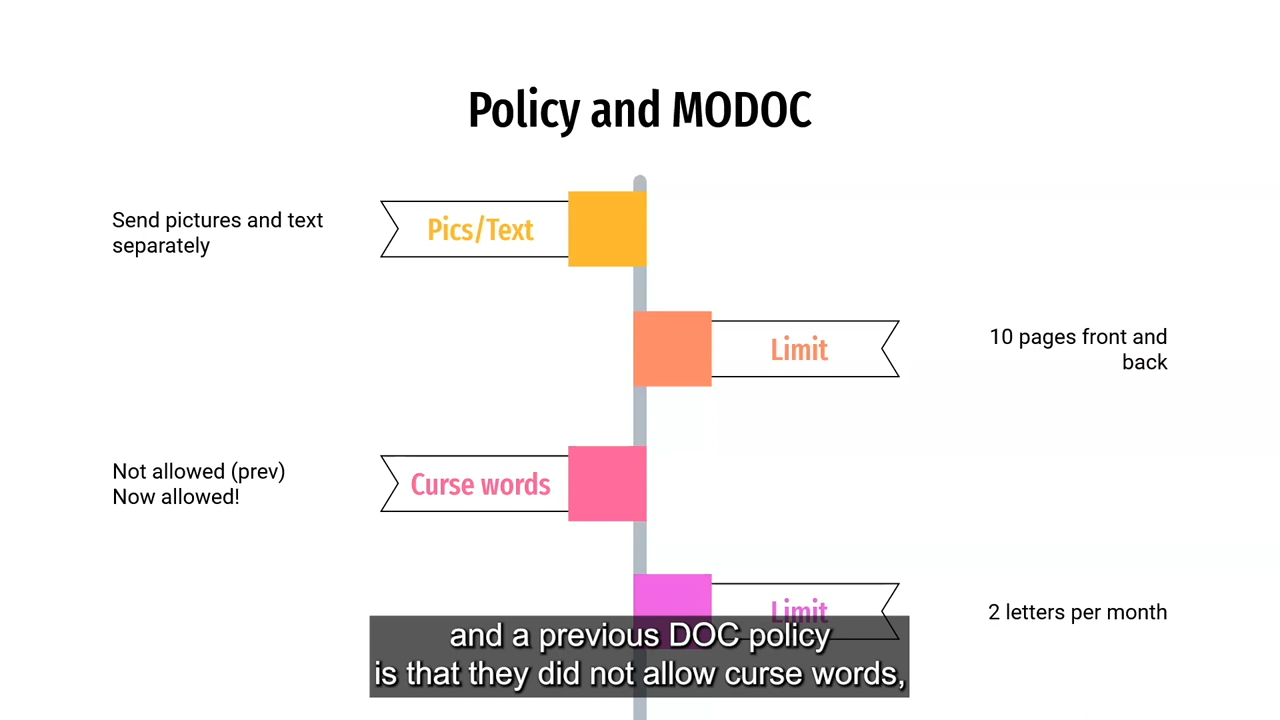 Policy and MODOC
Send pictures and text
separately
Pics/Text
Limit
10 pages front and
back
Not allowed (prev)
Now allowed!
Curse words
Limit
2 letters per month
and a previous DOC policy
is that they did not allow curse words,